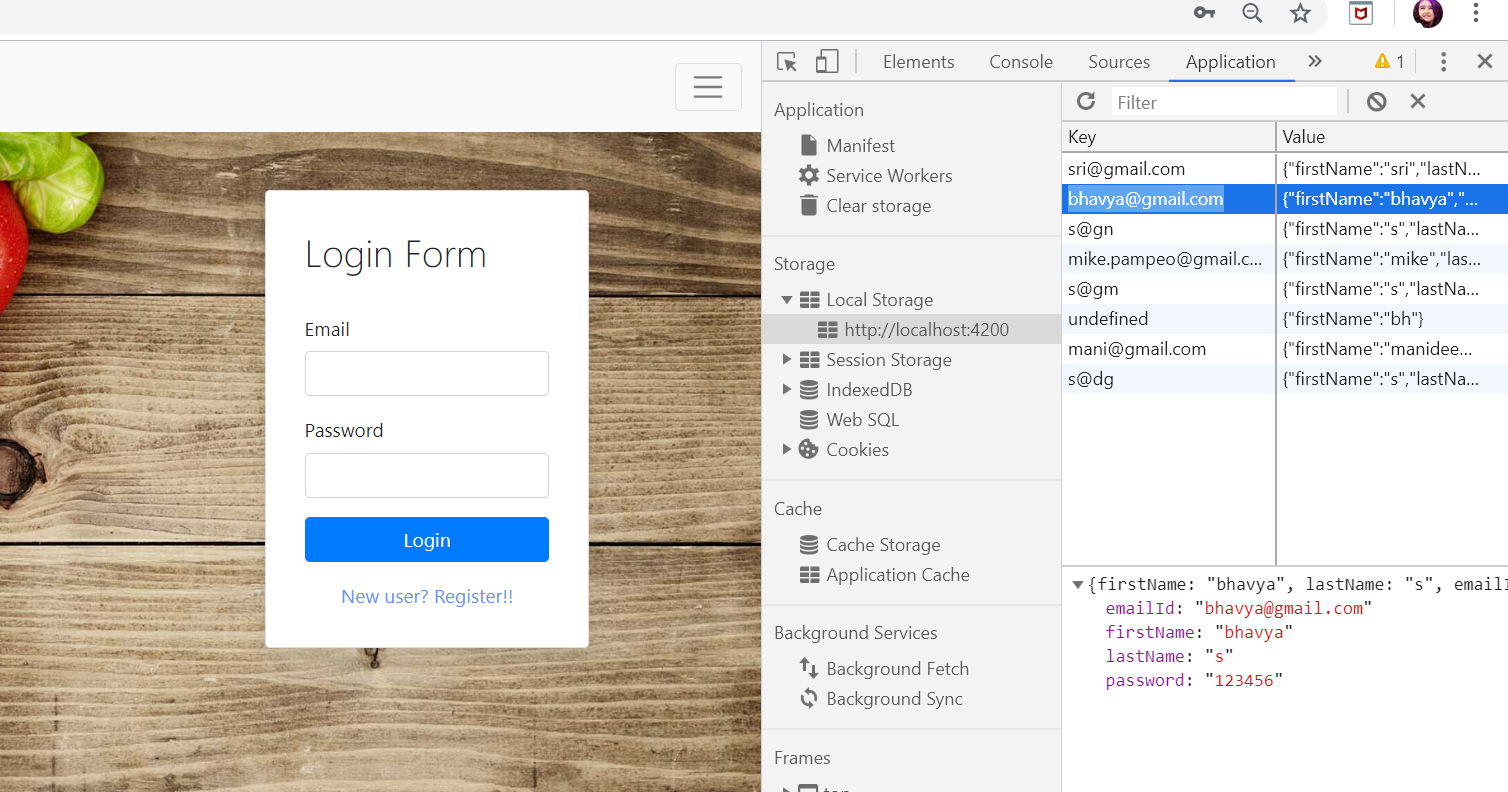 Elements Console Sources Application 1
Application
Manifest
Service Workers
Clear storage
Storage
Local Storage
http://localhost:4200
Session Storage
IndexedDB
Web SQL
Cookies
Cache
Cache Storage
Application Cache
Background Services
Background Fetch
Background Sync
Frames
top
Filter
Key Value
sri@gmail.com {"firstName":"sri","lastN...
bhavya@gmail.com {"firstName":"bhavya","...
s@gn {"firstName":"s","lastNa...
mike.pampeo@gmail.c... {"firstName":"mike","las...
s@gm {"firstName":"s","lastNa...
undefined {"firstName":"bh"}
mani@gmail.com {"firstName":"manidee...
s@dg {"firstName":"s","lastNa...
{firstName: "bhavya", lastName: "s", emailI
emailId: "bhavya@gmail.com"
firstName: "bhavya"
lastName: "s"
password: "123456"
Login Form
Email
Password
Login
New user? Register!!